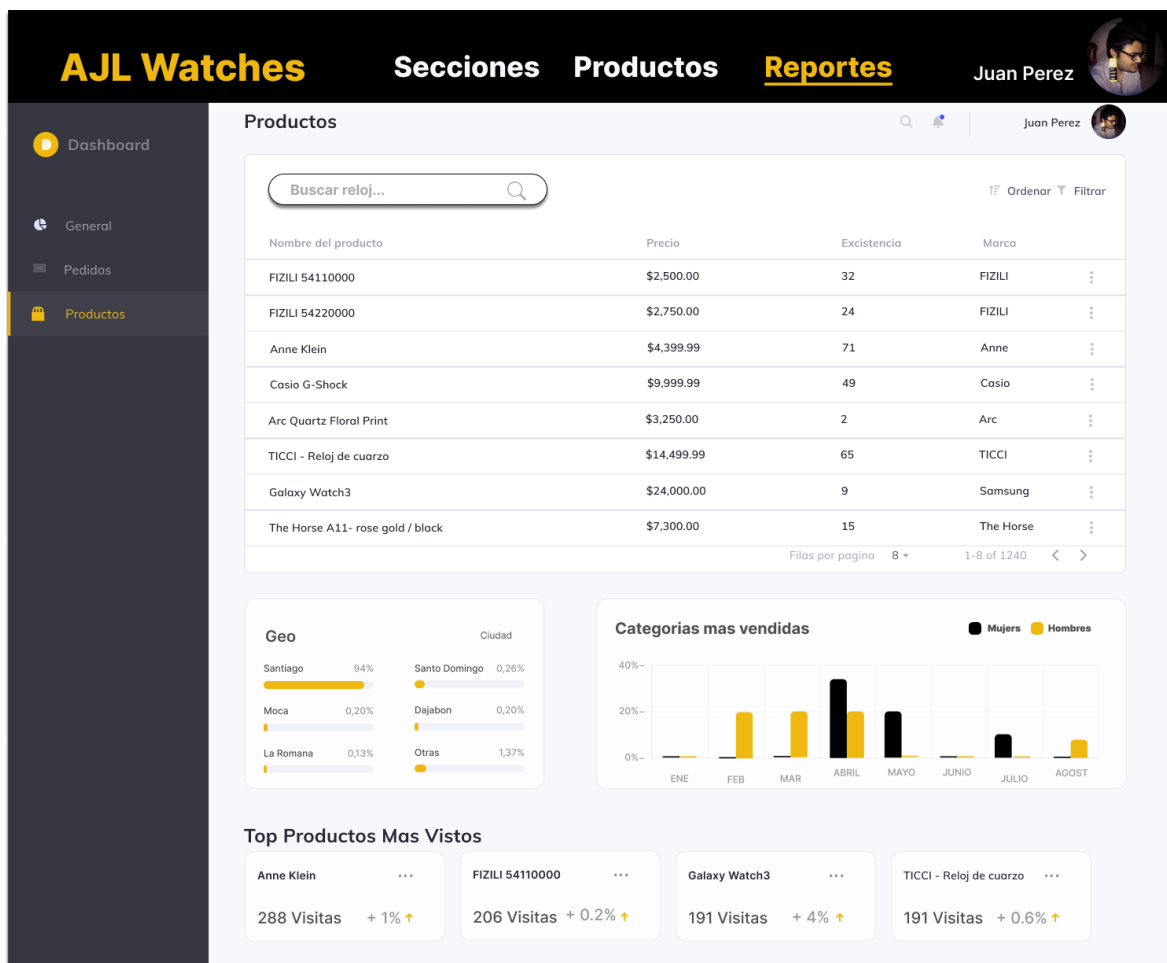 AJL Watches Secciones Productos Reportes Juan Perez
D Dashboard
General
Pedidos
Productos
Productos Juan Perez
Buscar reloj... Ordenar Filtrar
Nombre del producto Precio Excistencia Marca
FIZILI 54110000 $2,500.00 32 FIZILI
FIZILI 54220000 $2,750.00 24 FIZILI
Anne Klein $4,399.99 71 Anne
Casio G-Shock $9,999.99 49 Casio
Arc Quartz Floral Print $3,250.00 2 Arc
TICCI - Reloj de cuarzo $14,499.99 65 TICCI
Galaxy Watch3 $24,000.00 9 Samsung
The Horse A11- rose gold / black $7,300.00 15 The Horse
Filas por pagina 8 1-8 of 1240
Geo Ciudad
Santiago 94% Santo Domingo 0,26%
Moca 0,20% Dajabon 0,20%
La Romana 0,13% Otras 1,37%
Categorias mas vendidas Mujers Hombres
40%
20%
0%
ENE FEB MAR ABRIL MAYO JUNIO JULIO AGOST
Top Productos Mas Vistos
Anne Klein ...
288 Visitas + 1%
FIZILI 54110000 ...
206 Visitas + 0.2%
Galaxy Watch3 ...
191 Visitas + 4%
TICCI - Reloj de cuarzo ...
191 Visitas + 0.6%